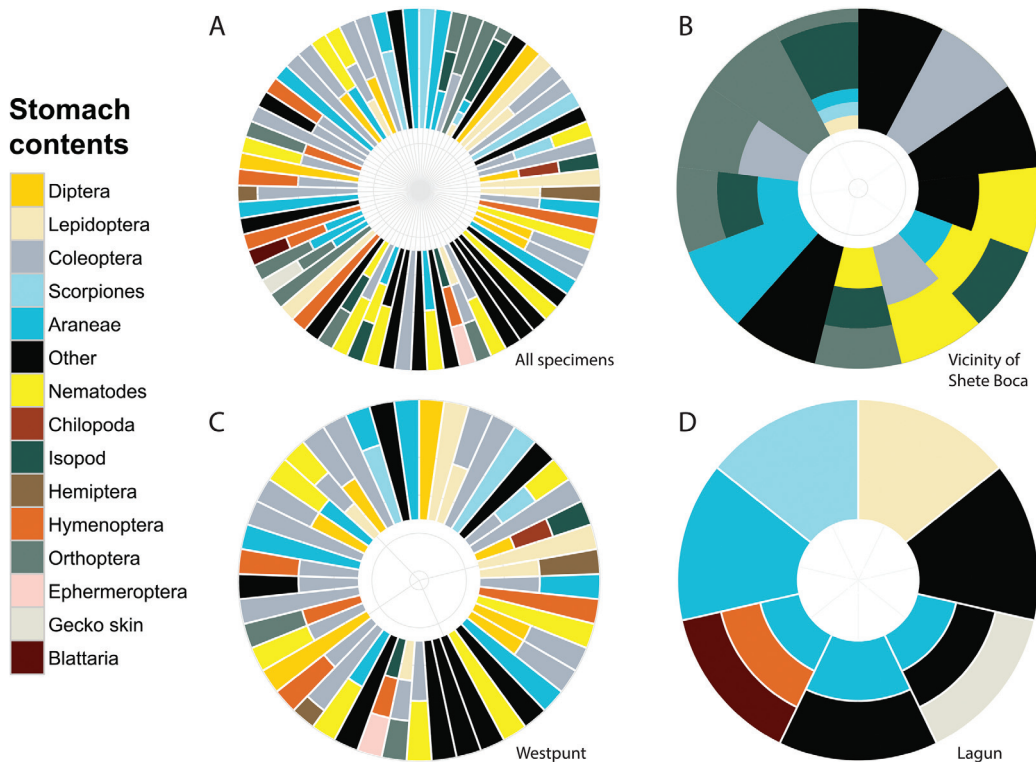 Stomach
contents
Diptera
Lepidoptera
Coleoptera
Scorpiones
Araneae
Other
Nematodes
Chilopoda
Isopod
Hemiptera
Hymenoptera
Orthoptera
Ephermeroptera
Gecko skin
Blattaria
A
All specimens
B
Vicinity of
Shete Boca
C
Westpunt
D
Lagun